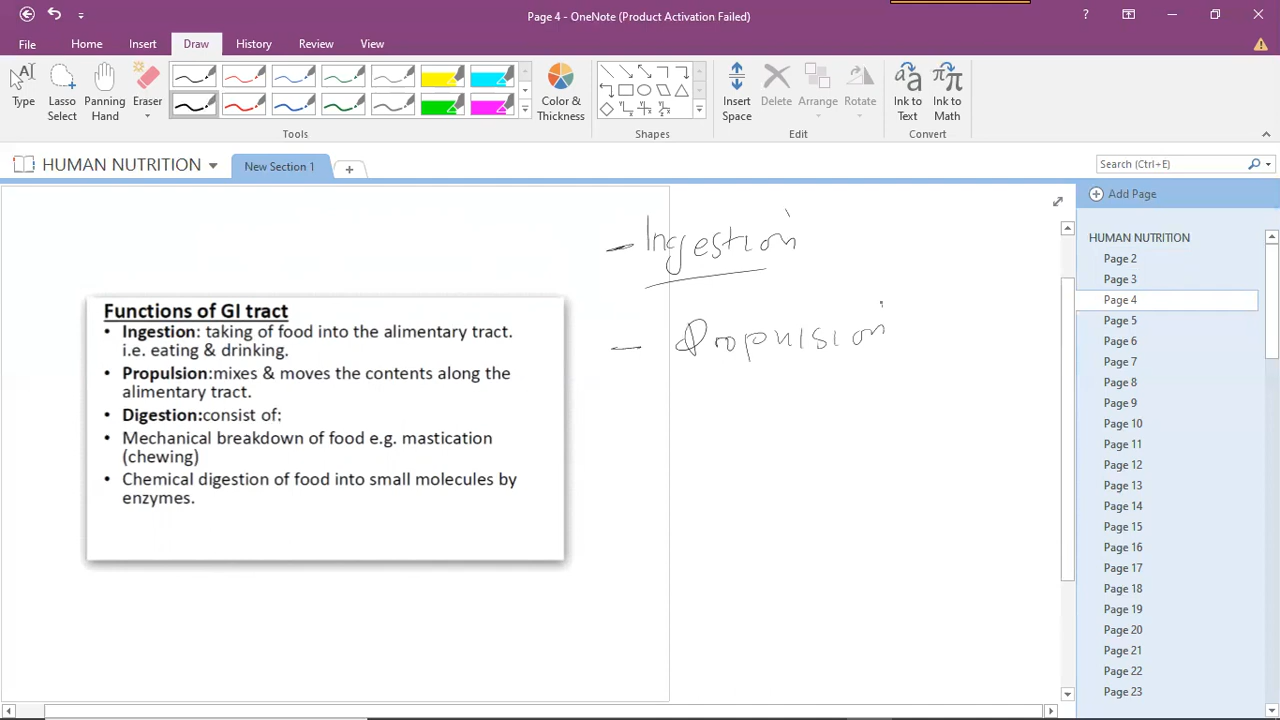 Page 4 - OneNote (Product Activation Failed)
?
File Home Insert Draw History Review View
Type
Lasso
Select
Panning
Hand
Eraser
Color &
Thickness
Insert
Space
Delete
Arrange
Rotate
Ink to
Text
Ink to
Math
Tools Shapes Edit Convert
HUMAN NUTRITION
New Section 1
+
Search (Ctrl+E)
- Ingestion
- Propulsion
Functions of GI tract
• Ingestion: taking of food into the alimentary tract.
i.e. eating & drinking.
• Propulsion:mixes & moves the contents along the
alimentary tract.
• Digestion:consist of:
• Mechanical breakdown of food e.g. mastication
(chewing)
• Chemical digestion of food into small molecules by
enzymes.
Add Page
HUMAN NUTRITION
Page 2
Page 3
Page 4
Page 5
Page 6
Page 7
Page 8
Page 9
Page 10
Page 11
Page 12
Page 13
Page 14
Page 15
Page 16
Page 17
Page 18
Page 19
Page 20
Page 21
Page 22
Page 23